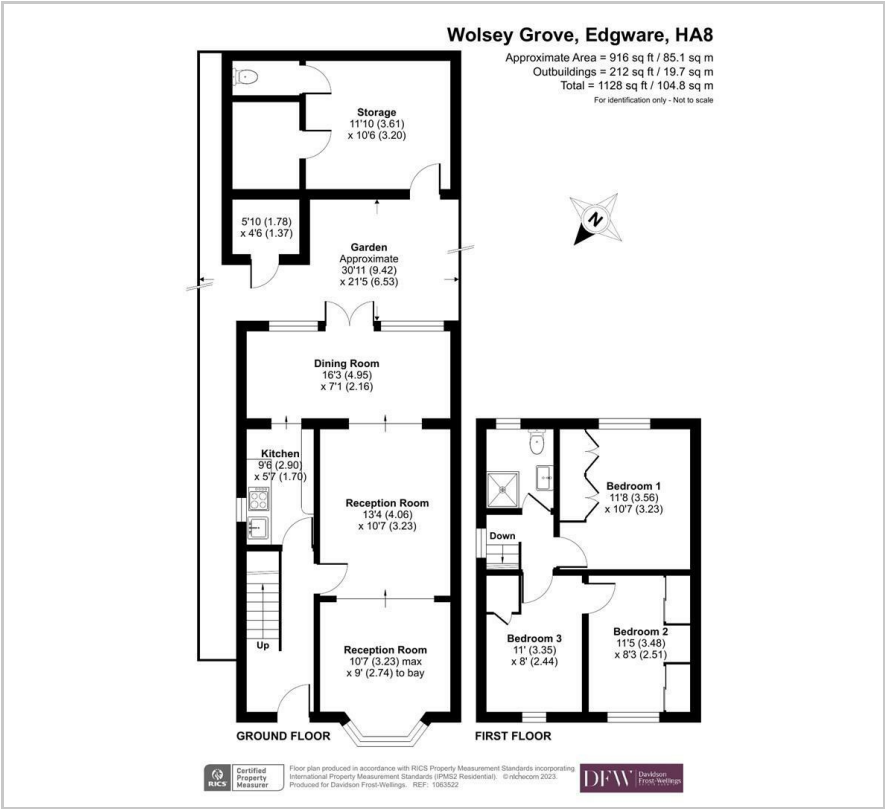 Wolsey Grove, Edgware, HA8
Approximate Area = 916 sq ft / 85.1 sq m
Outbuildings = 212 sq ft / 19.7 sq m
Total = 1128 sq ft / 104.8 sq m
For identification only - Not to scale
Storage
11'10 (3.61)
x 10'6 (3.20)
5'10 (1.78)
x 4'6 (1.37)
Garden
Approximate
30'11 (9.42)
x 21'5 (6.53)
N
Dining Room
16'3 (4.95)
x 7'1 (2.16)
Kitchen
9'6 (2.90)
x 5'7 (1.70)
Reception Room
13'4 (4.06)
x 10'7 (3.23)
Up
Reception Room
10'7 (3.23) max
x 9' (2.74) to bay
GROUND FLOOR
Bedroom 1
11'8 (3.56)
x 10'7 (3.23)
Down
Bedroom 3
11' (3.35)
x 8' (2.44)
Bedroom 2
11'5 (3.48)
x 8'3 (2.51)
FIRST FLOOR
RICS
Certified
Property
Measurer
Floor plan produced in accordance with RICS Property Measurement Standards incorporating
International Property Measurement Standards (IPMS2 Residential). © nichecom 2023.
Produced for Davidson Frost-Wellings. REF: 1063522
DFW
Davidson
Frost-Wellings